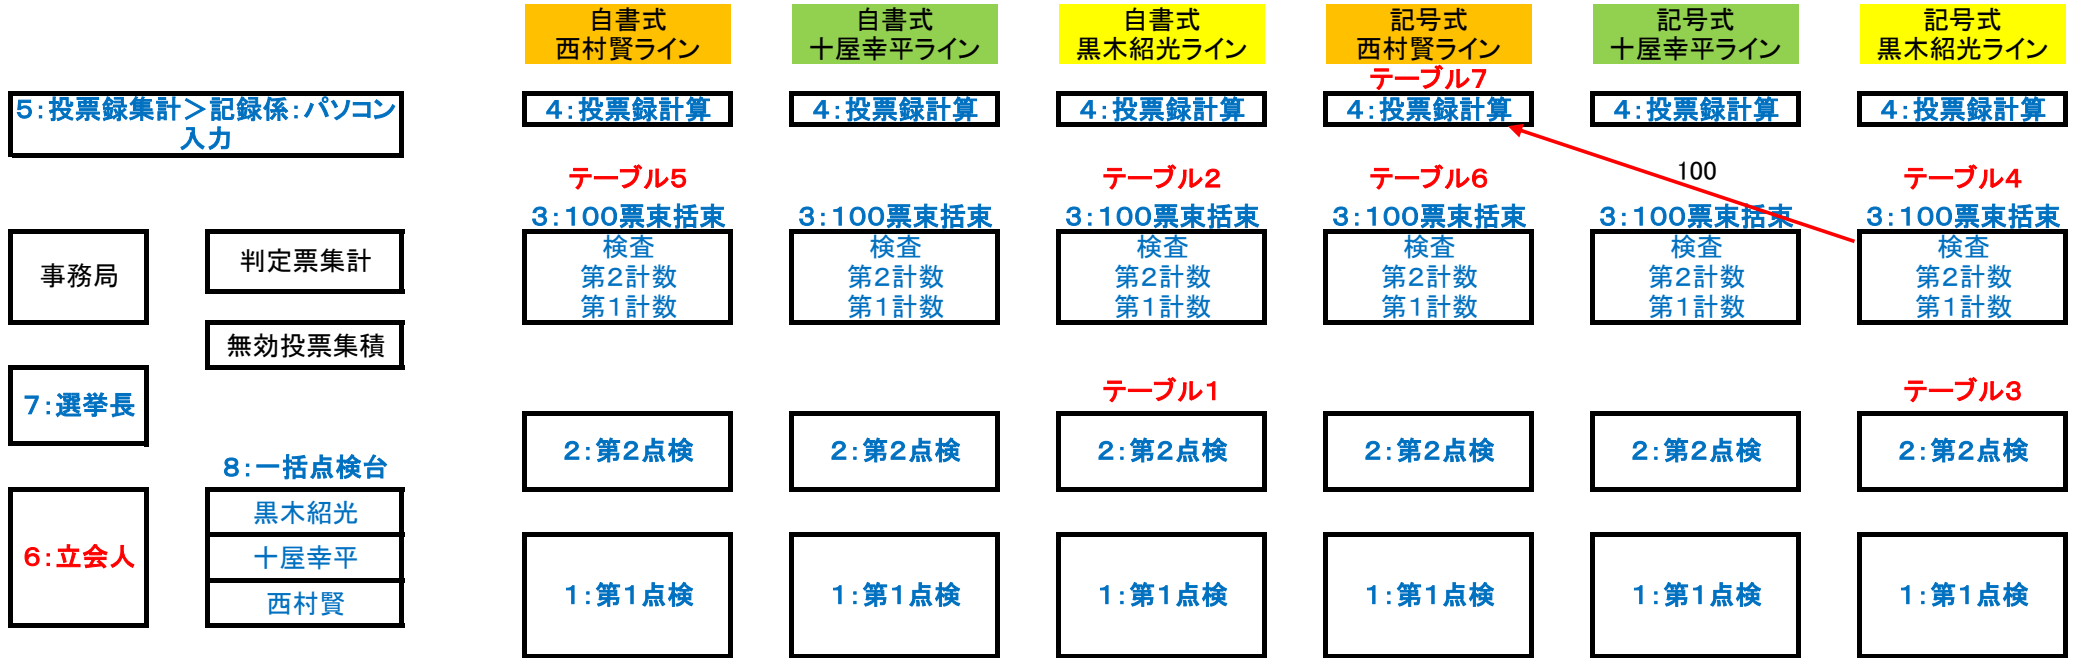 自書式
西村賢ライン
自書式
十屋幸平ライン
自書式
黒木紹光ライン
記号式
西村賢ライン
記号式
十屋幸平ライン
記号式
黒木紹光ライン
テーブル7
5:投票録集計＞記録係:パソコン
入力
4:投票録計算
4:投票録計算
4:投票録計算
4:投票録計算
4:投票録計算
4:投票録計算
100
テーブル5
テーブル2
テーブル6
テーブル4
3:100票束括束
3:100票束括束
3:100票束括束
3:100票束括束
3:100票束括束
3:100票束括束
事務局
判定票集計
無効投票集積
検査
第2計数
第1計数
検査
第2計数
第1計数
検査
第2計数
第1計数
検査
第2計数
第1計数
検査
第2計数
第1計数
検査
第2計数
第1計数
7:選挙長
テーブル1
テーブル3
2:第2点検
2:第2点検
2:第2点検
2:第2点検
2:第2点検
2:第2点検
8:一括点検台
6:立会人
黒木紹光
十屋幸平
西村賢
1:第1点検
1:第1点検
1:第1点検
1:第1点検
1:第1点検
1:第1点検